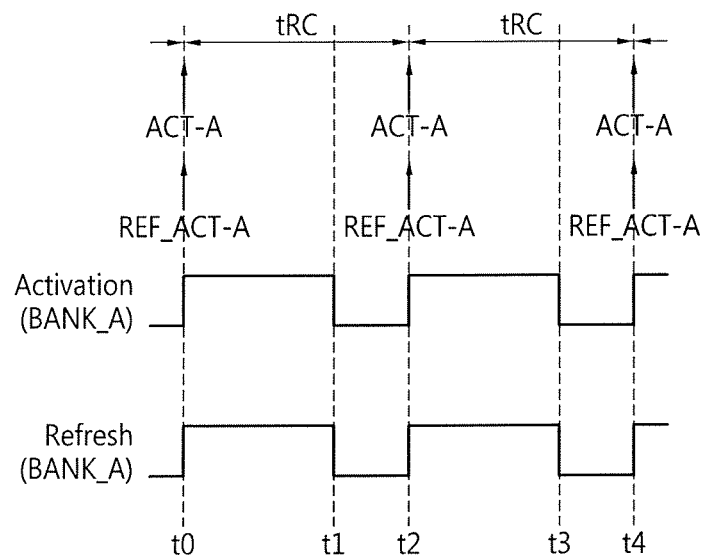 tRC tRC
ACT-A ACT-A ACT-A
REF_ACT-A REF_ACT-A REF_ACT-A
Activation
(BANK_A)
Refresh
(BANK_A)
t0 t1 t2 t3 t4